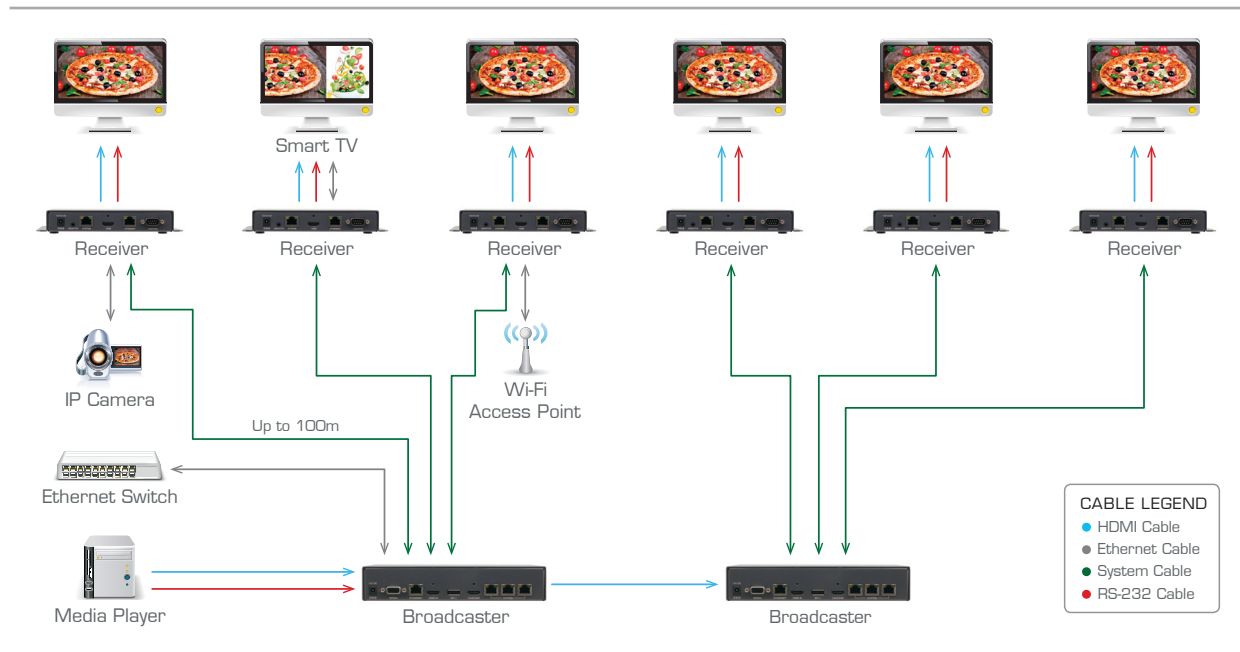 Smart TV
Receiver
Receiver
Receiver
Receiver
Receiver
Receiver
IP Camera
Wi-Fi
Access Point
Up to 100m
Ethernet Switch
Media Player
Broadcaster
Broadcaster
CABLE LEGEND
HDMI Cable
Ethernet Cable
System Cable
RS-232 Cable